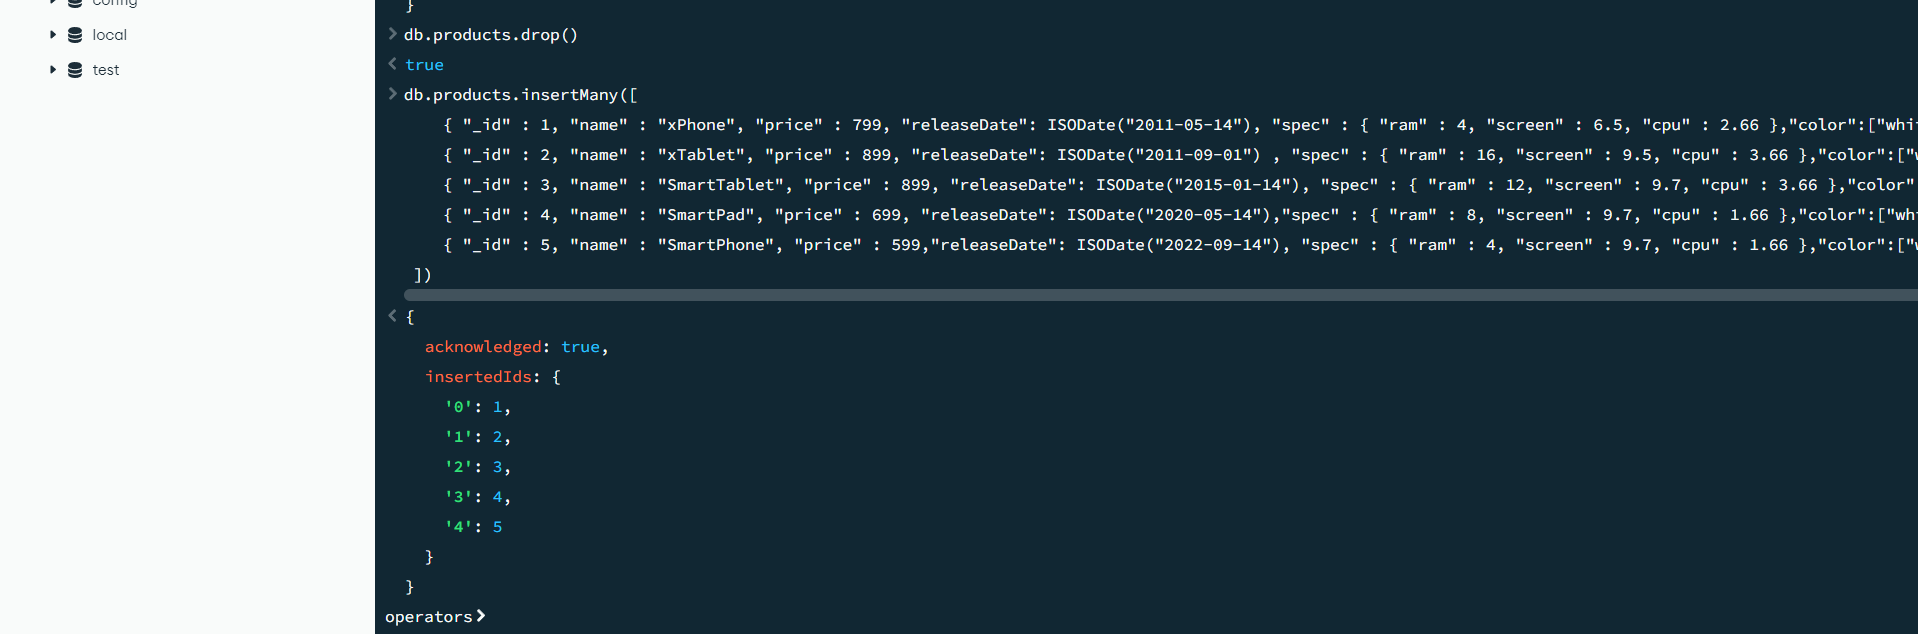 config
local
test
}
db.products.drop()
true
db.products.insertMany([
{ "_id" : 1, "name" : "xPhone", "price" : 799, "releaseDate": ISODate("2011-05-14"), "spec" : { "ram" : 4, "screen" : 6.5, "cpu" : 2.66 },"color":["whi
{ "_id" : 2, "name" : "xTablet", "price" : 899, "releaseDate": ISODate("2011-09-01") , "spec" : { "ram" : 16, "screen" : 9.5, "cpu" : 3.66 },"color":["w
{ "_id" : 3, "name" : "SmartTablet", "price" : 899, "releaseDate": ISODate("2015-01-14"), "spec" : { "ram" : 12, "screen" : 9.7, "cpu" : 3.66 },"color"
{ "_id" : 4, "name" : "SmartPad", "price" : 699, "releaseDate": ISODate("2020-05-14"),"spec" : { "ram" : 8, "screen" : 9.7, "cpu" : 1.66 },"color":["whi
{ "_id" : 5, "name" : "SmartPhone", "price" : 599,"releaseDate": ISODate("2022-09-14"), "spec" : { "ram" : 4, "screen" : 9.7, "cpu" : 1.66 },"color":["w
])
{
acknowledged: true,
insertedIds: {
'0': 1,
'1': 2,
'2': 3,
'3': 4,
'4': 5
}
}
operators>